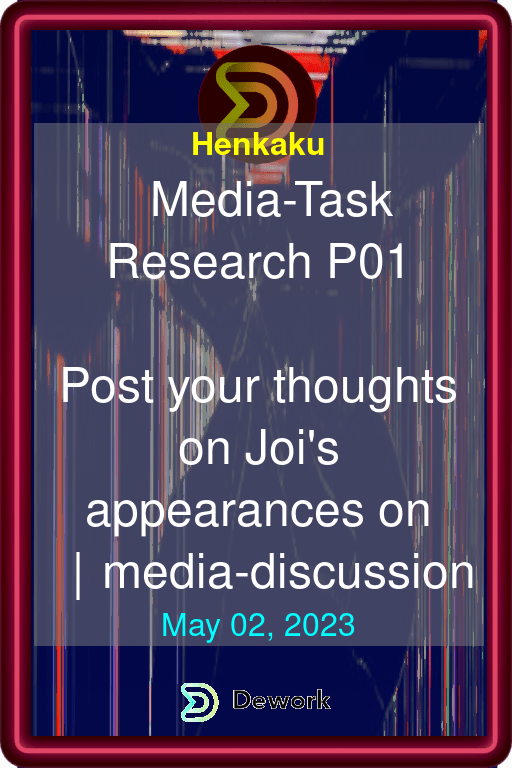 Henkaku
Media-Task
Research P01
Post your thoughts
on Joi's
appearances on
| media-discussion
May 02, 2023
Dework